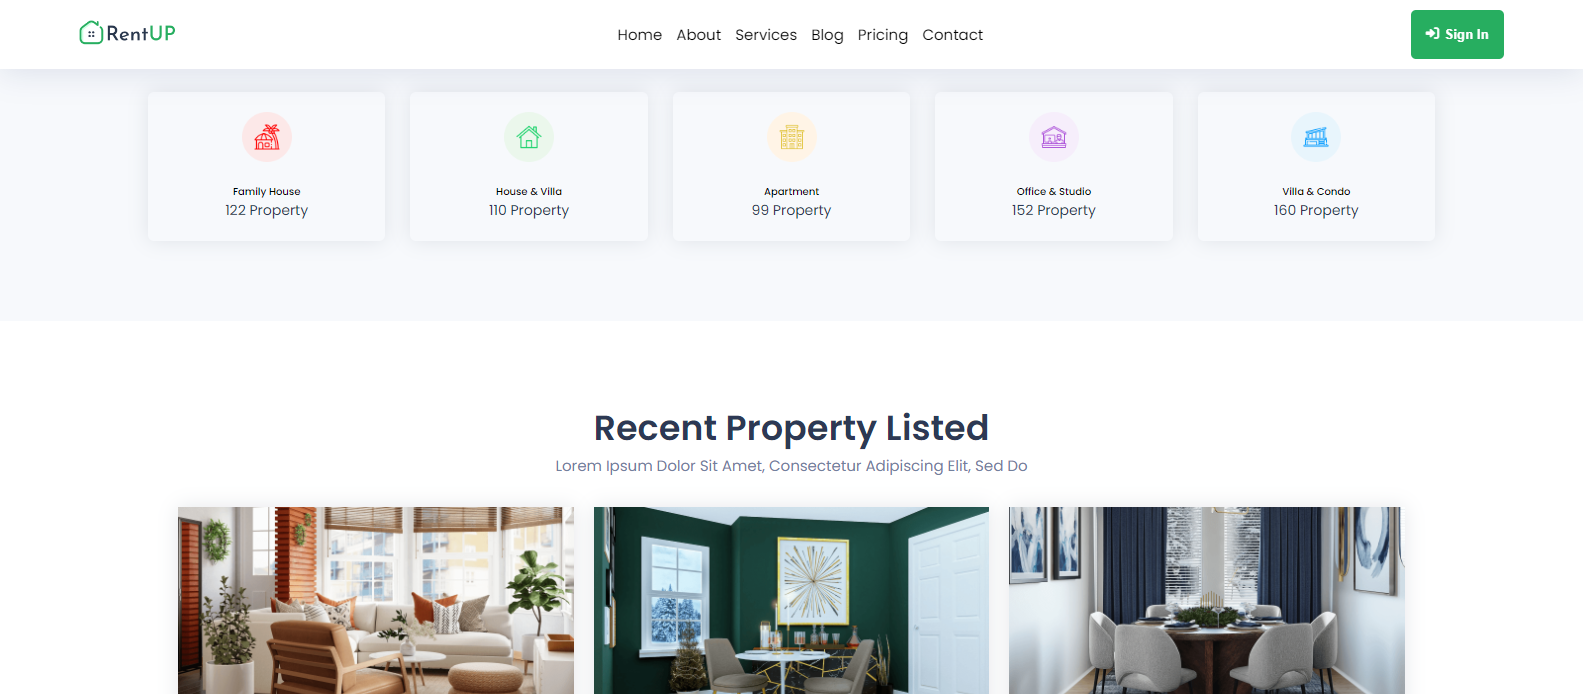 RentUP
Home About Services Blog Pricing Contact
Sign In
Family House
122 Property
House & Villa
110 Property
Apartment
99 Property
Office & Studio
152 Property
Villa & Condo
160 Property
Recent Property Listed
Lorem Ipsum Dolor Sit Amet, Consectetur Adipiscing Elit, Sed Do